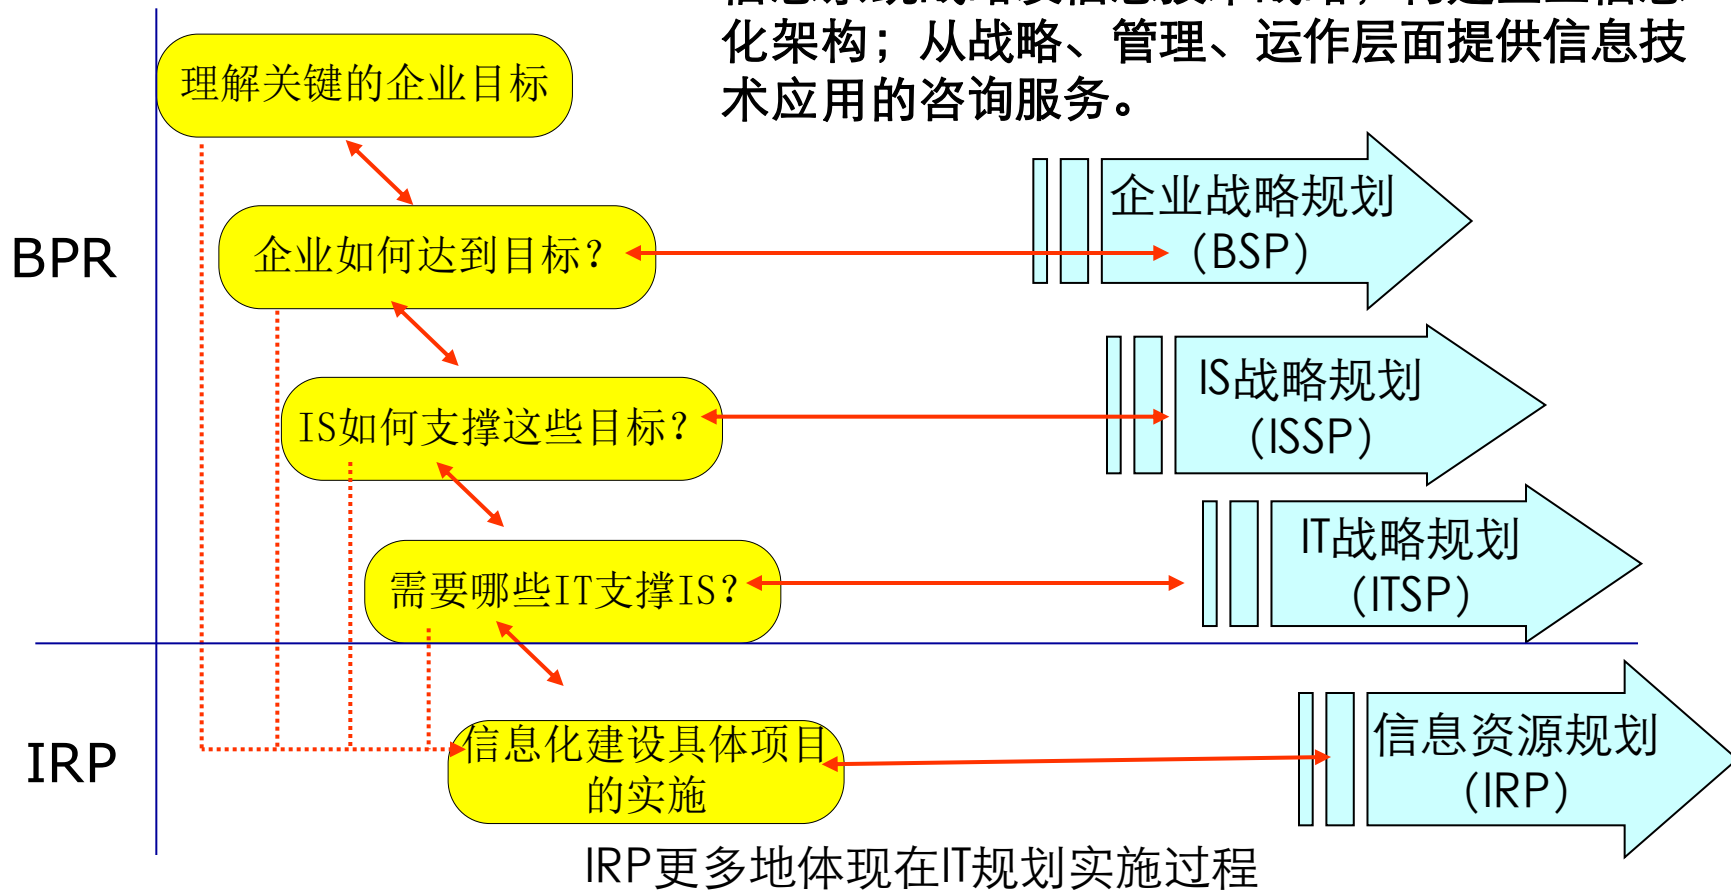 化架构；从战略、管理、运作层面提供信息技
术应用的咨询服务。
理解关键的企业目标
BPR
企业如何达到目标？
企业战略规划
（BSP）
IS如何支撑这些目标？
IS战略规划
（ISSP）
需要哪些IT支撑IS？
IT战略规划
（ITSP）
IRP
信息化建设具体项目
的实施
信息资源规划
（IRP）
IRP更多地体现在IT规划实施过程